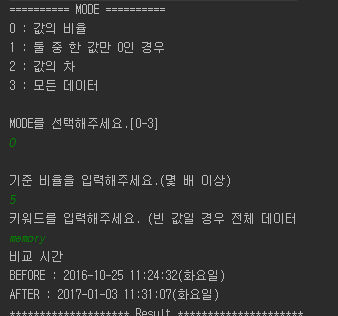 ========== MODE ==========
0 : 값의 비율
1 : 둘 중 한 값만 0인 경우
2 : 값의 차
3 : 모든 데이터
MODE를 선택해주세요.[0-3]
0
기준 비율을 입력해주세요.(몇 배 이상)
5
키워드를 입력해주세요. (빈 값일 경우 전체 데이터
memory
비교 시간
BEFORE : 2016-10-25 11:24:32(화요일)
AFTER : 2017-01-03 11:31:07(화요일)
******************** Result *********************